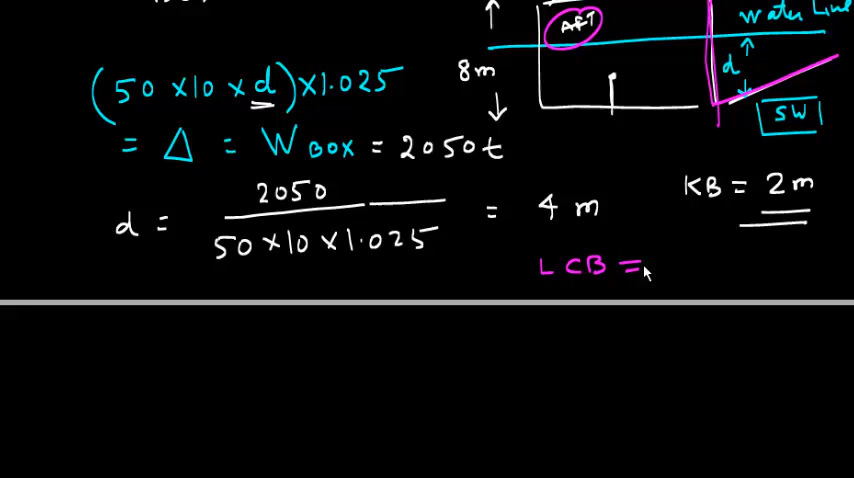 AFT
Water Line
8m
d
SW
(50 × 10 × d) × 1.025
= Δ = W BOX = 2050t
KB = 2m
d = 2050 / 50 × 10 × 1.025 = 4 m
LCB =